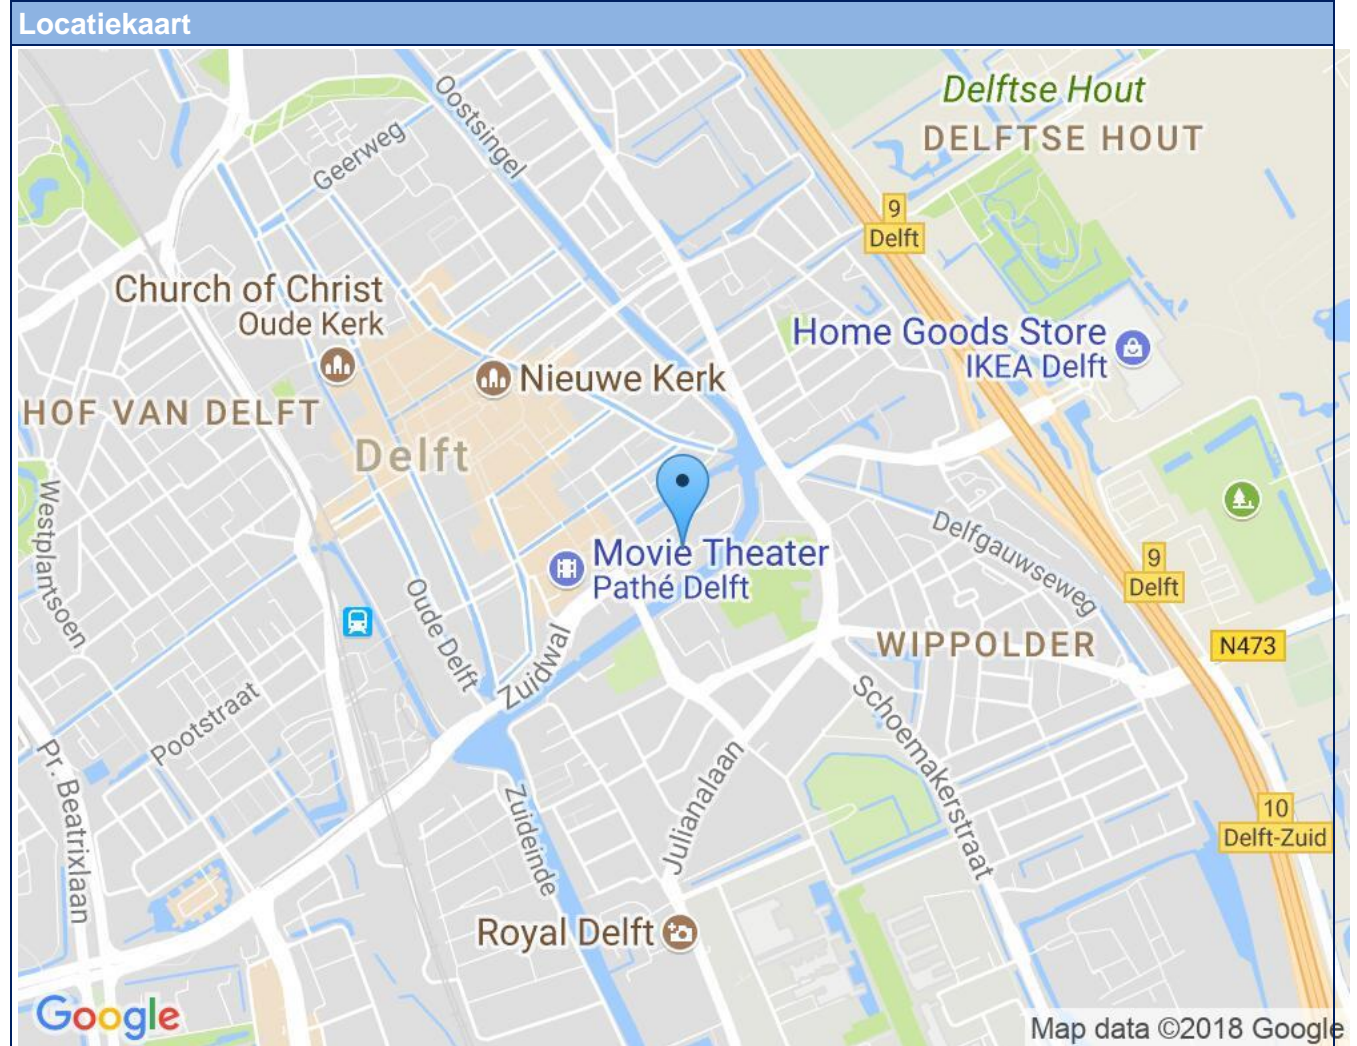 Locatiekaart
Delftse Hout
DELFTSE HOUT
Oostsingel
Geerweg
9
Delft
Church of Christ
Oude Kerk
Home Goods Store
IKEA Delft
Nieuwe Kerk
HOF VAN DELFT
Delft
Westplantsoen
Delfgauwseweg
Movie Theater
Pathé Delft
9
Delft
Oude Delft
Zuidwal
WIPPOLDER
N473
Pootstraat
Schoemakerstraat
Pr. Beatrixlaan
Zuideinde
Julianalaan
10
Delft-Zuid
Royal Delft
Google
Map data ©2018 Google